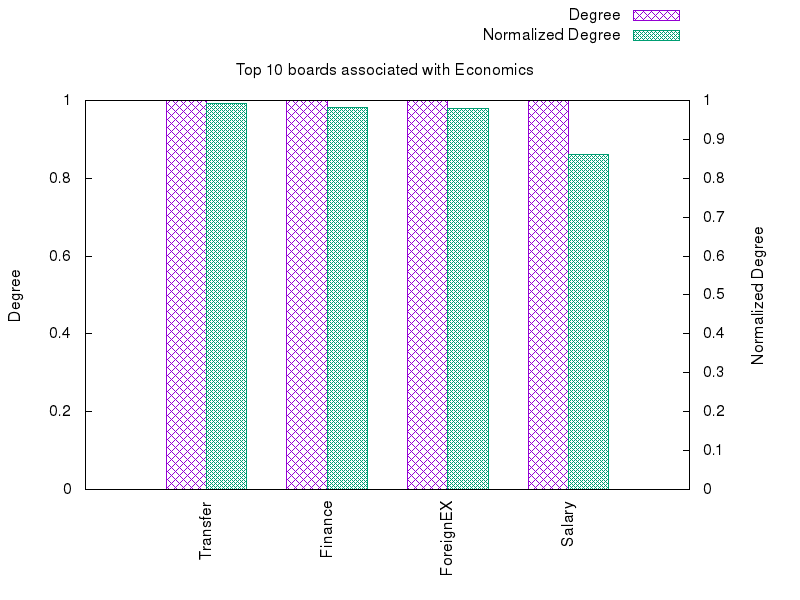 Degree
Normalized Degree
Top 10 boards associated with Economics
1
0.8
0.6
0.4
0.2
0
Degree
1
0.9
0.8
0.7
0.6
0.5
0.4
0.3
0.2
0.1
0
Normalized Degree
Transfer
Finance
ForeignEX
Salary